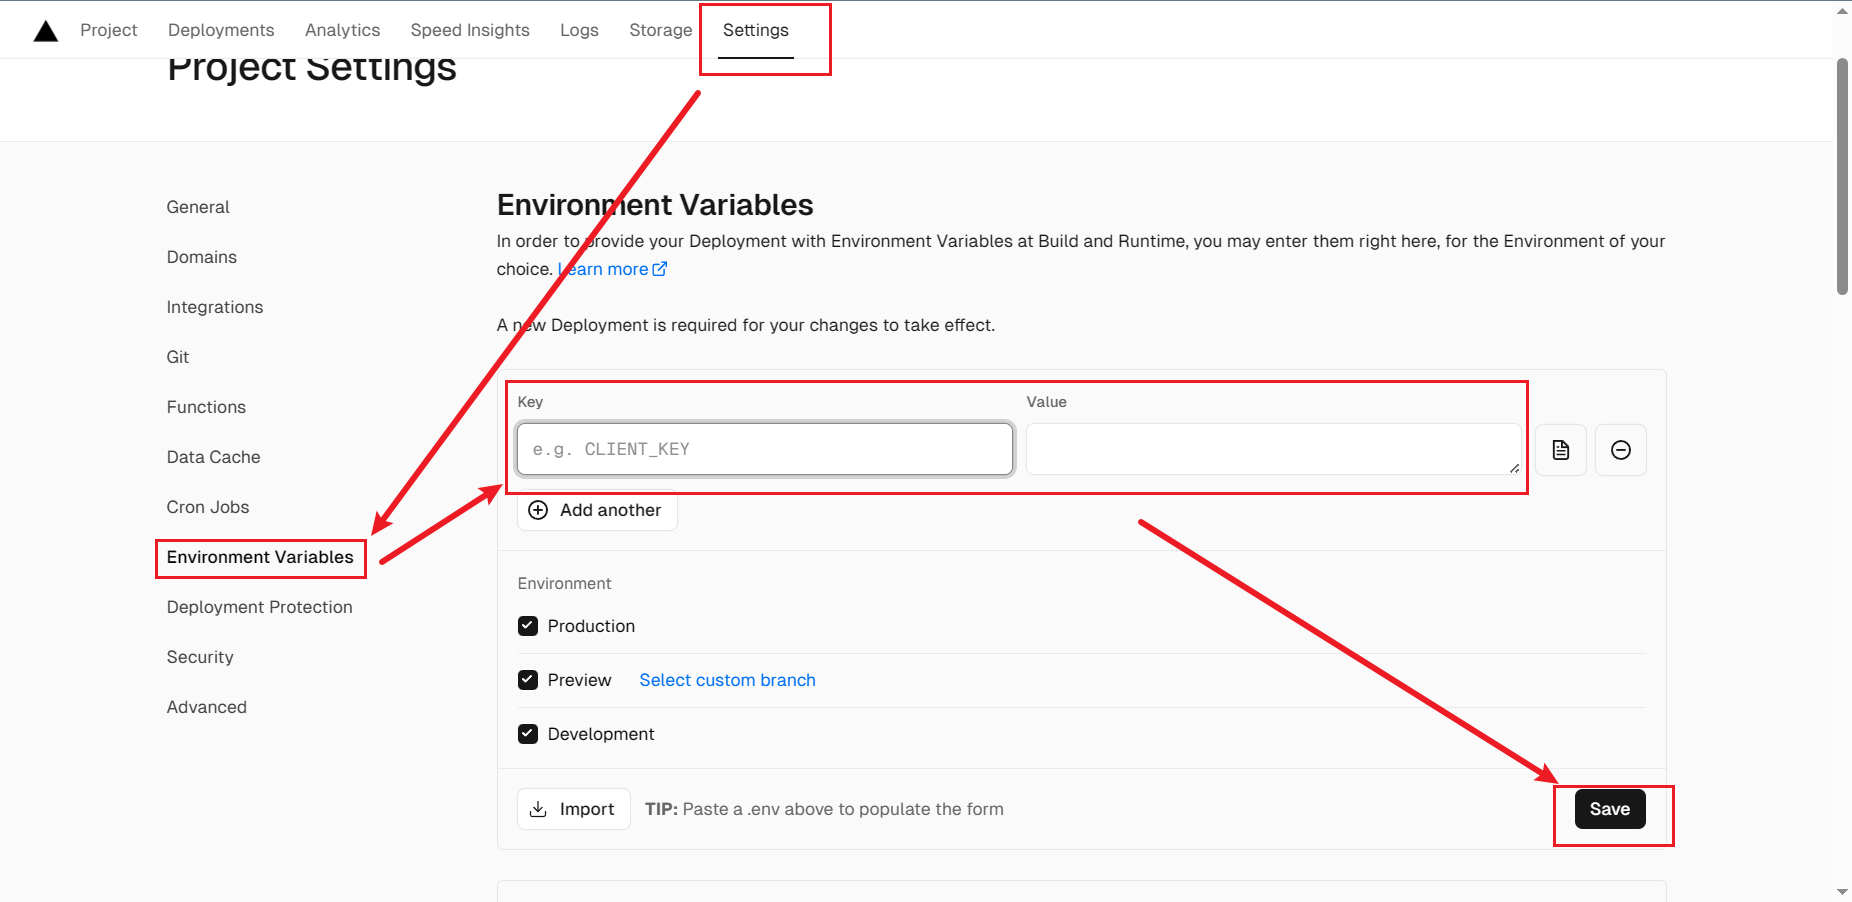 Project Deployments Analytics Speed Insights Logs Storage Settings
Project Settings
General
Domains
Integrations
Git
Functions
Data Cache
Cron Jobs
Environment Variables
Deployment Protection
Security
Advanced
Environment Variables
In order to provide your Deployment with Environment Variables at Build and Runtime, you may enter them right here, for the Environment of your
choice. Learn more
A new Deployment is required for your changes to take effect.
Key Value
e.g. CLIENT_KEY
Add another
Environment
Production
Preview Select custom branch
Development
Import TIP: Paste a .env above to populate the form Save